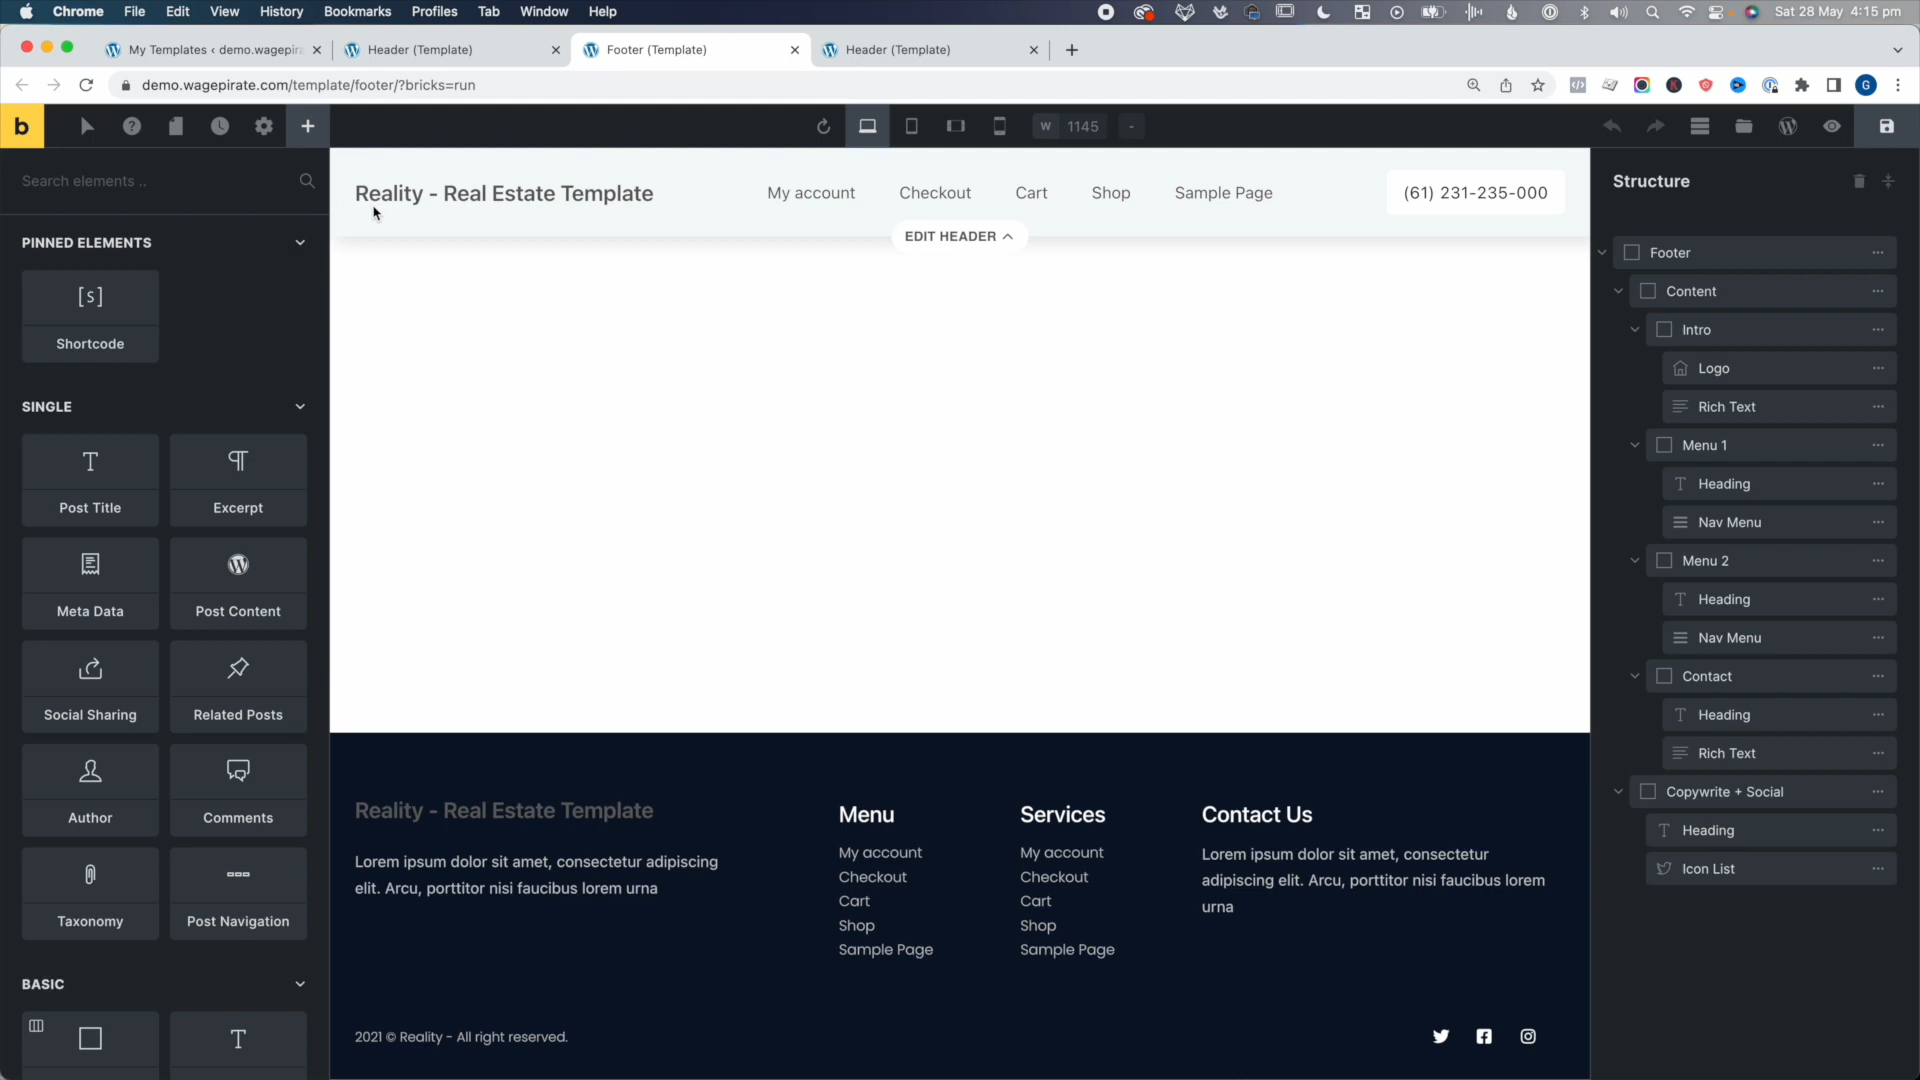 Chrome File Edit View History Bookmarks Profiles Tab Window Help Sat 28 May 4:15 pm
My Templates ‹ demo.wagepira Header (Template) Footer (Template) Header (Template)
demo.wagepirate.com/template/footer/?bricks=run G
b W 1145 -
Search elements ..
PINNED ELEMENTS
[s]
Shortcode
SINGLE
Post Title Excerpt
Meta Data Post Content
Social Sharing Related Posts
Author Comments
Taxonomy Post Navigation
BASIC
Reality - Real Estate Template My account Checkout Cart Shop Sample Page (61) 231-235-000
EDIT HEADER
Reality - Real Estate Template
Lorem ipsum dolor sit amet, consectetur adipiscing
elit. Arcu, porttitor nisi faucibus lorem urna
Menu
My account
Checkout
Cart
Shop
Sample Page
Services
My account
Checkout
Cart
Shop
Sample Page
Contact Us
Lorem ipsum dolor sit amet, consectetur
adipiscing elit. Arcu, porttitor nisi faucibus lorem
urna
2021 © Reality - All right reserved.
Structure
Footer
Content
Intro
Logo
Rich Text
Menu 1
Heading
Nav Menu
Menu 2
Heading
Nav Menu
Contact
Heading
Rich Text
Copywrite + Social
Heading
Icon List